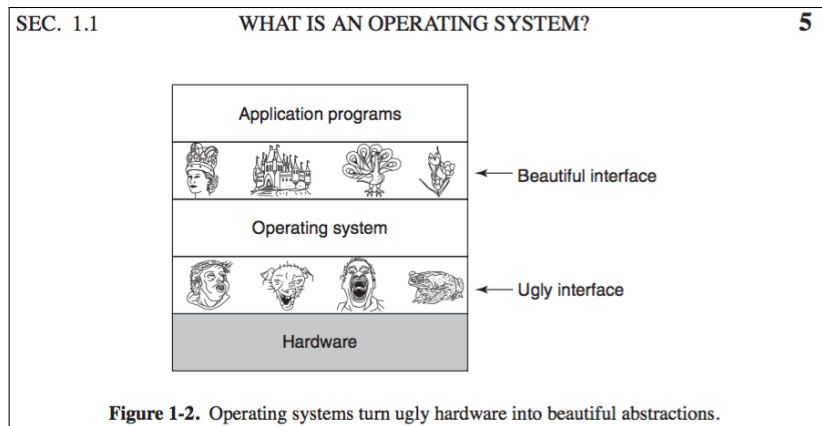 SEC. 1.1 WHAT IS AN OPERATING SYSTEM? 5
Application programs
Beautiful interface
Operating system
Ugly interface
Hardware
Figure 1-2. Operating systems turn ugly hardware into beautiful abstractions.